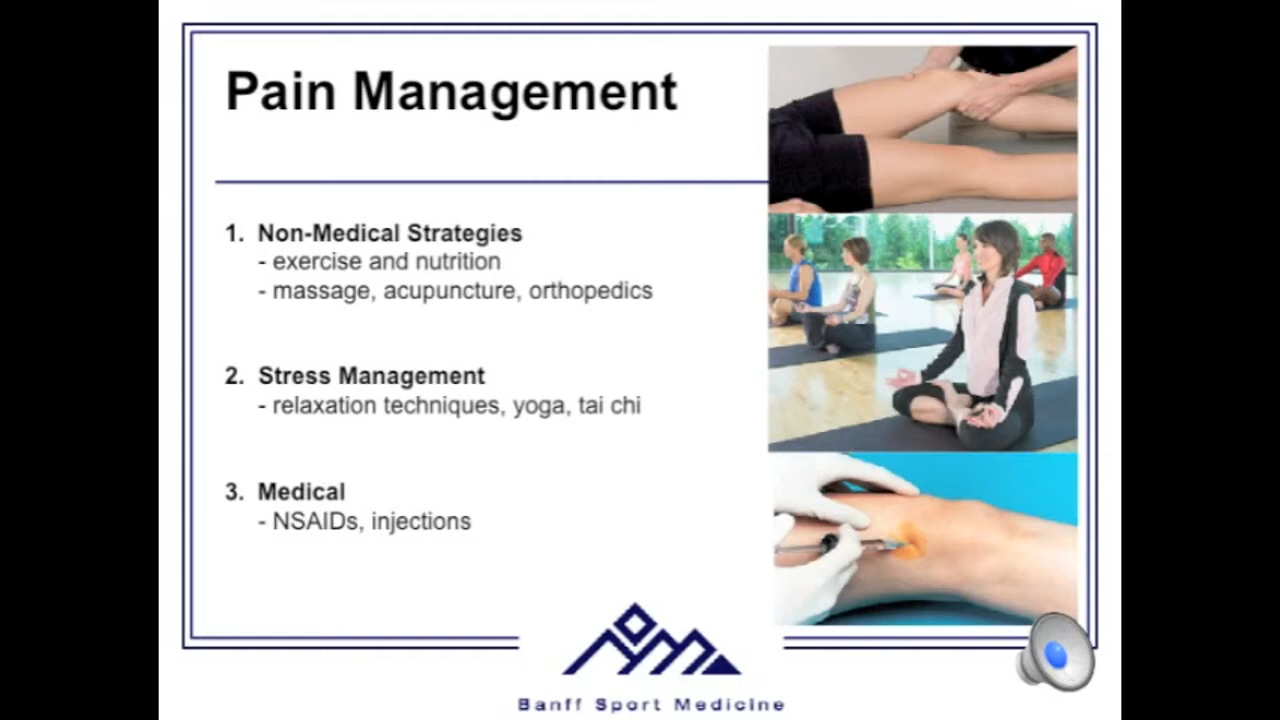 Pain Management
1. Non-Medical Strategies
- exercise and nutrition
- massage, acupuncture, orthopedics
2. Stress Management
- relaxation techniques, yoga, tai chi
3. Medical
- NSAIDs, injections
Banff Sport Medicine